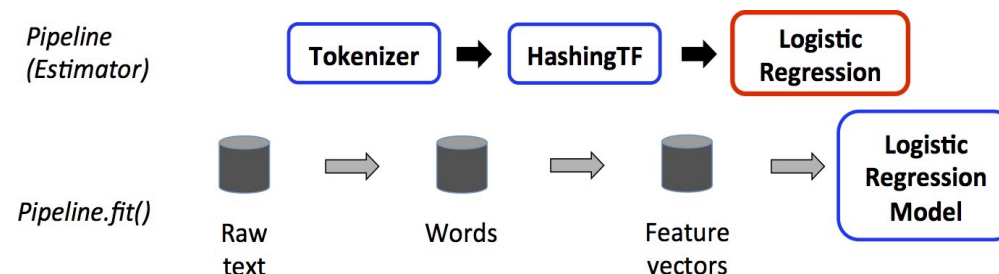 Pipeline
(Estimator)
Tokenizer
HashingTF
Logistic
Regression
Pipeline.fit()
Raw
text
Words
Feature
vectors
Logistic
Regression
Model